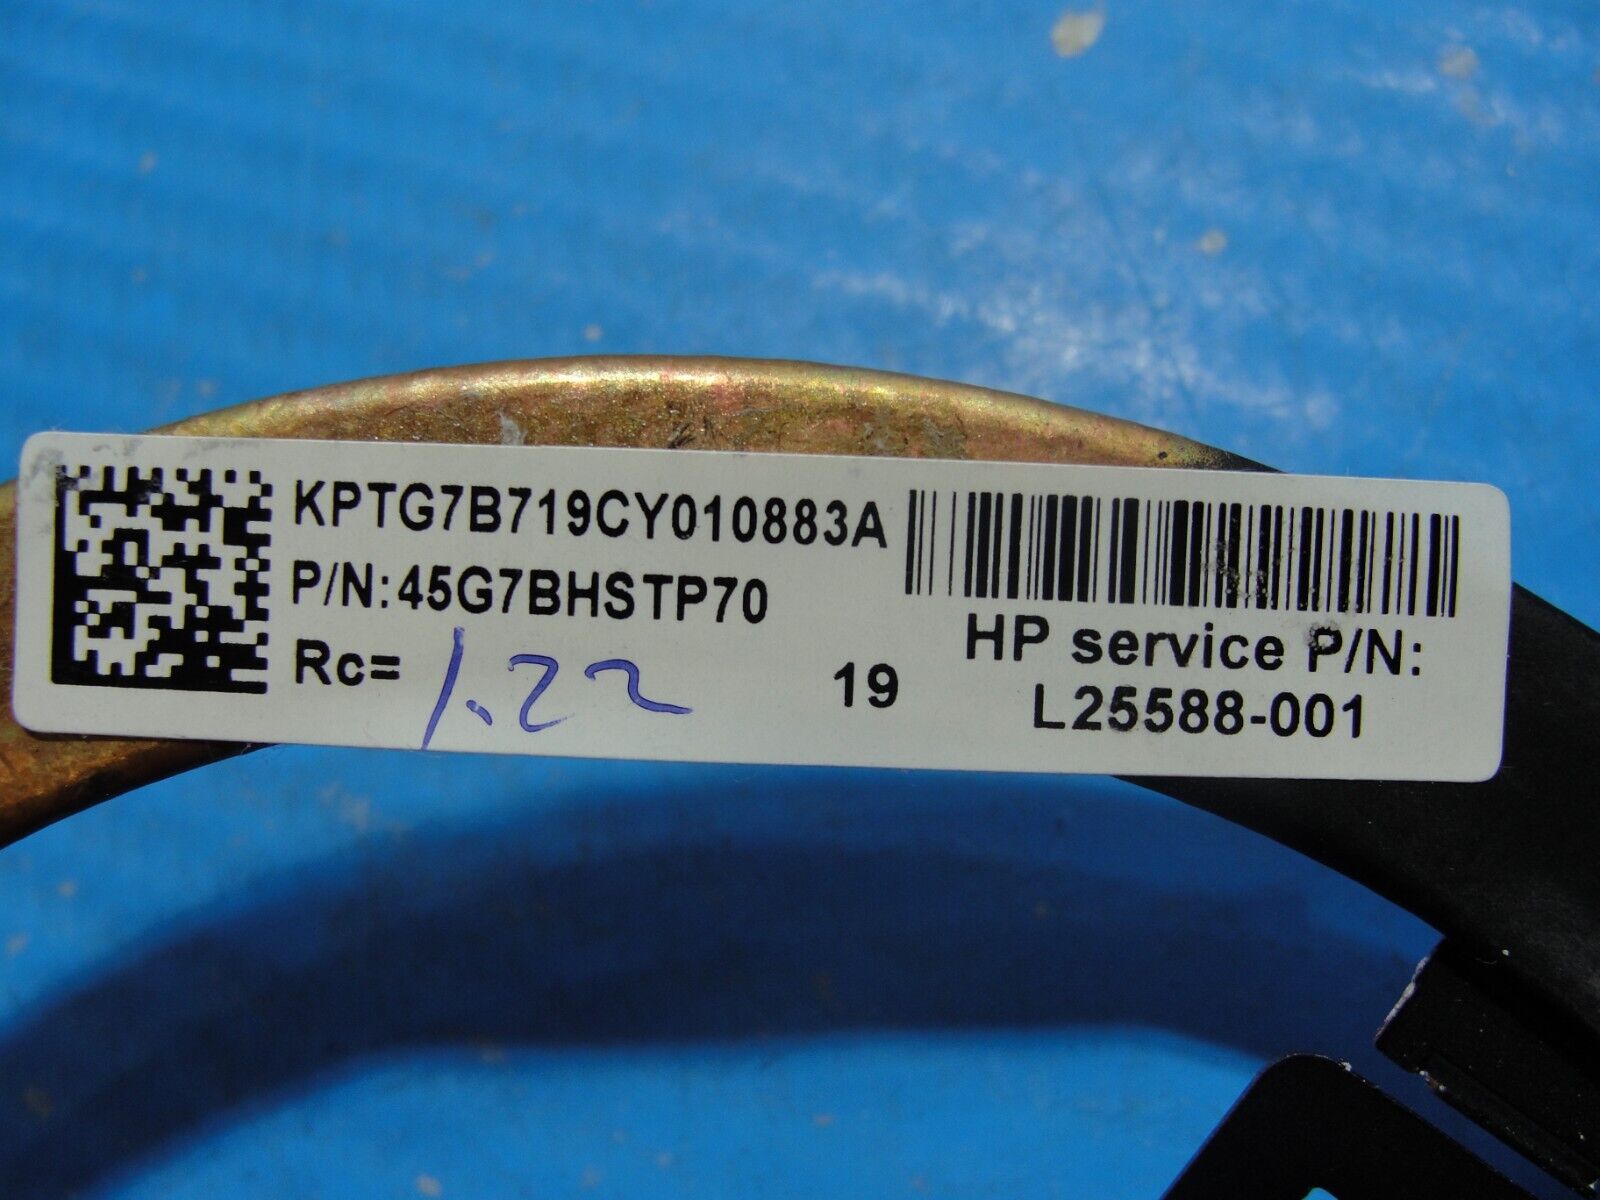 KPTG7B719CY010883A
P/N:45G7BHSTP70
Rc= 1.22
19
HP service P/N:
L25588-001